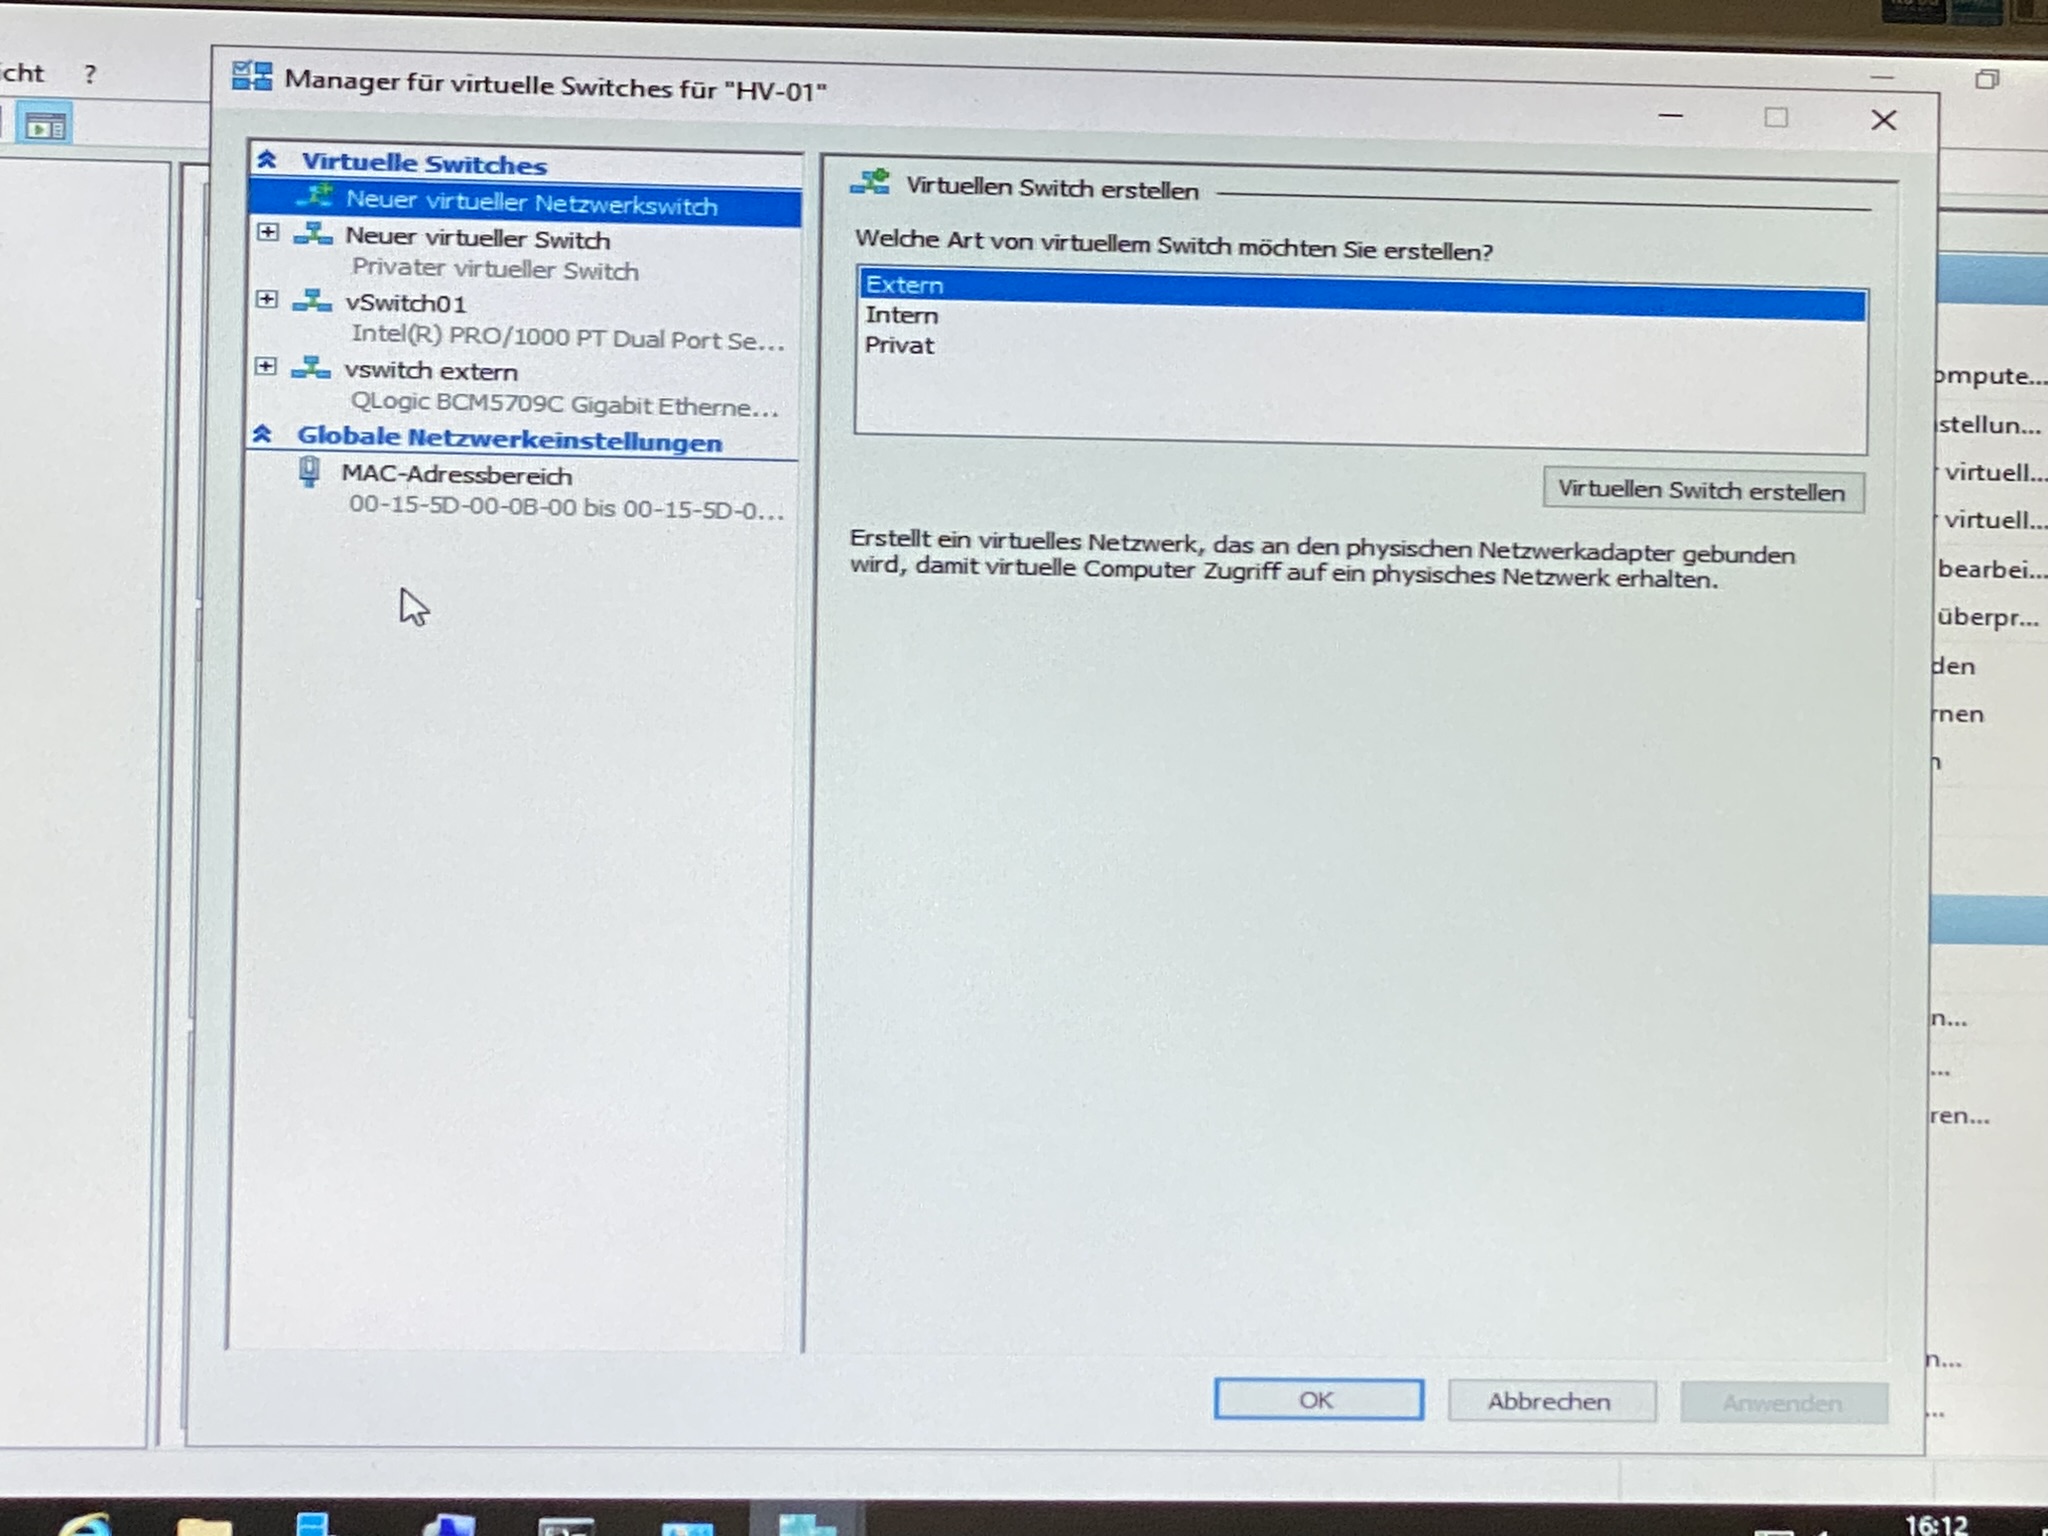 cht ?
Manager für virtuelle Switches für "HV-01"
Virtuelle Switches
Neuer virtueller Netzwerkswitch
Neuer virtueller Switch
Privater virtueller Switch
vSwitch01
Intel(R) PRO/1000 PT Dual Port Se...
vswitch extern
QLogic BCM5709C Gigabit Etherne...
Globale Netzwerkeinstellungen
MAC-Adressbereich
00-15-5D-00-0B-00 bis 00-15-5D-0...
Virtuellen Switch erstellen
Welche Art von virtuellem Switch möchten Sie erstellen?
Extern
Intern
Privat
Virtuellen Switch erstellen
Erstellt ein virtuelles Netzwerk, das an den physischen Netzwerkadapter gebunden
wird, damit virtuelle Computer Zugriff auf ein physisches Netzwerk erhalten.
OK
Abbrechen
Anwenden
ompute...
stellun...
virtuell...
virtuell...
bearbei...
überpr...
den
rnen
n
n...
...
ren...
n...
...
16:12